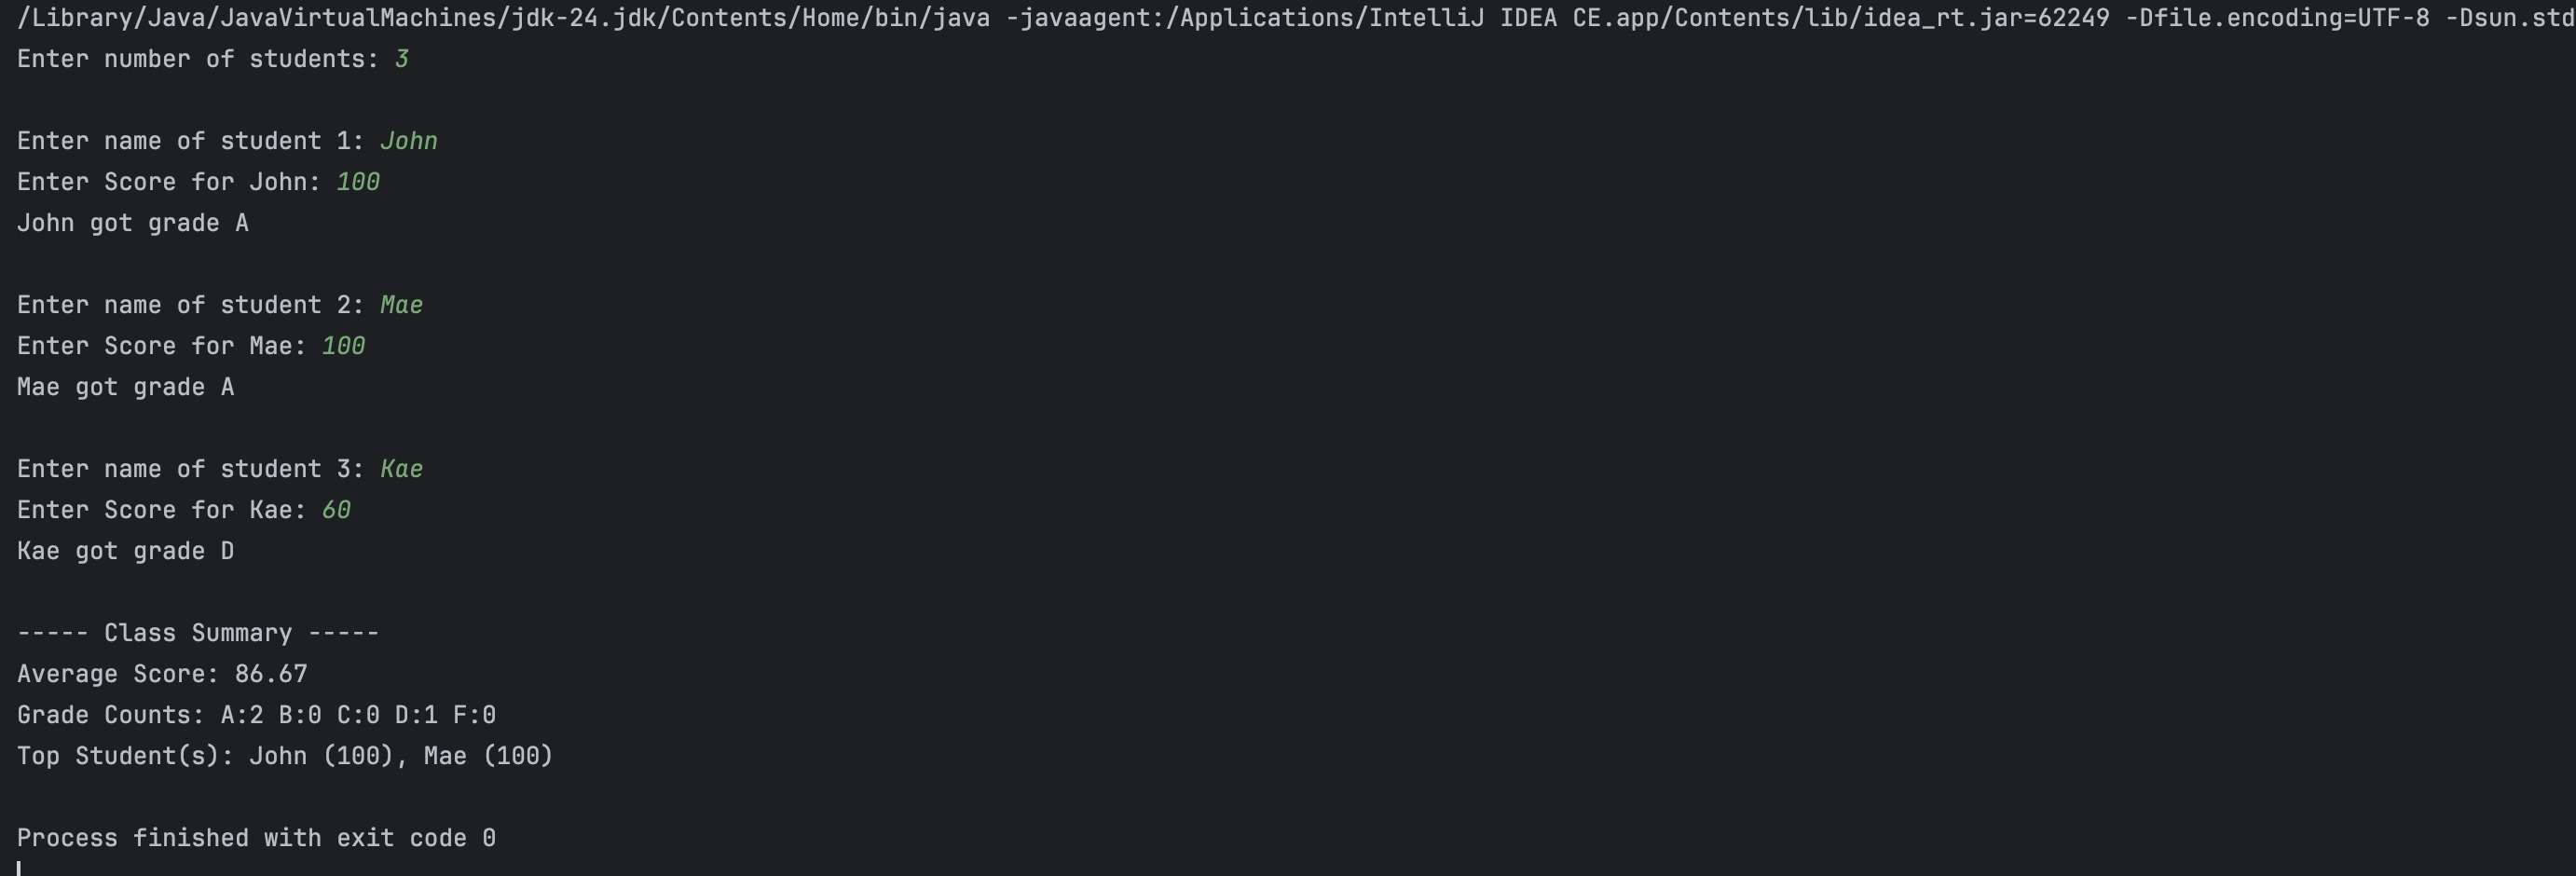 /Library/Java/JavaVirtualMachines/jdk-24.jdk/Contents/Home/bin/java -javaagent:/Applications/IntelliJ IDEA CE.app/Contents/lib/idea_rt.jar=62249 -Dfile.encoding=UTF-8 -Dsun.std
Enter number of students: 3
Enter name of student 1: John
Enter Score for John: 100
John got grade A
Enter name of student 2: Mae
Enter Score for Mae: 100
Mae got grade A
Enter name of student 3: Kae
Enter Score for Kae: 60
Kae got grade D
----- Class Summary -----
Average Score: 86.67
Grade Counts: A:2 B:0 C:0 D:1 F:0
Top Student(s): John (100), Mae (100)
Process finished with exit code 0